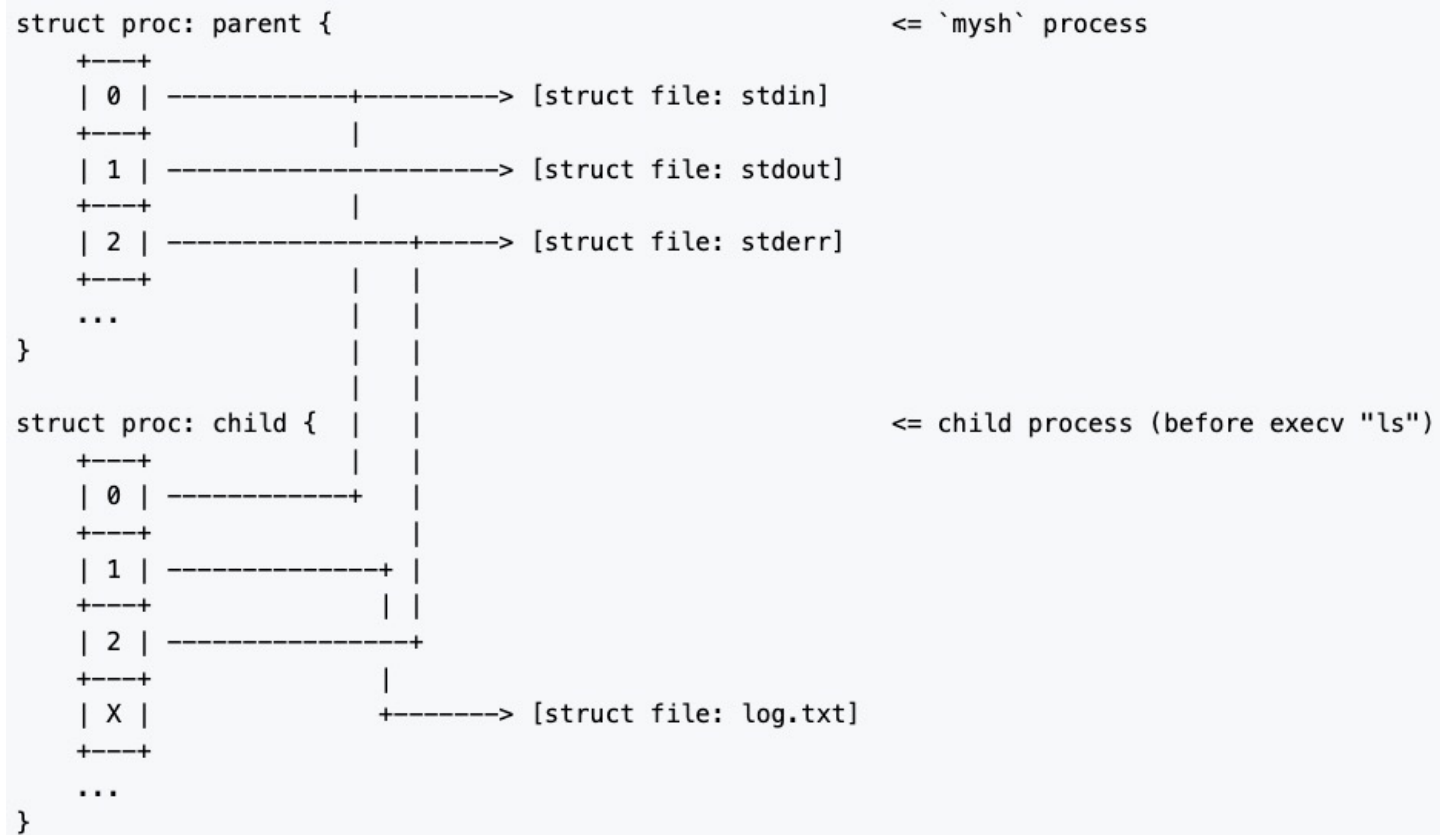 struct proc: parent {                                     <= `mysh` process
    +---+
    | 0 | ------------+---------> [struct file: stdin]
    +---+             |
    | 1 | ----------------------> [struct file: stdout]
    +---+             |
    | 2 | ----------------+-----> [struct file: stderr]
    +---+             |   |
    ...               |   |
}                     |   |
                      |   |
struct proc: child {  |   |                               <= child process (before execv "ls")
    +---+             |   |
    | 0 | ------------+   |
    +---+                 |
    | 1 | --------------+ |
    +---+               | |
    | 2 | ----------------+
    +---+               |
    | X |               +-------> [struct file: log.txt]
    +---+
    ...
}